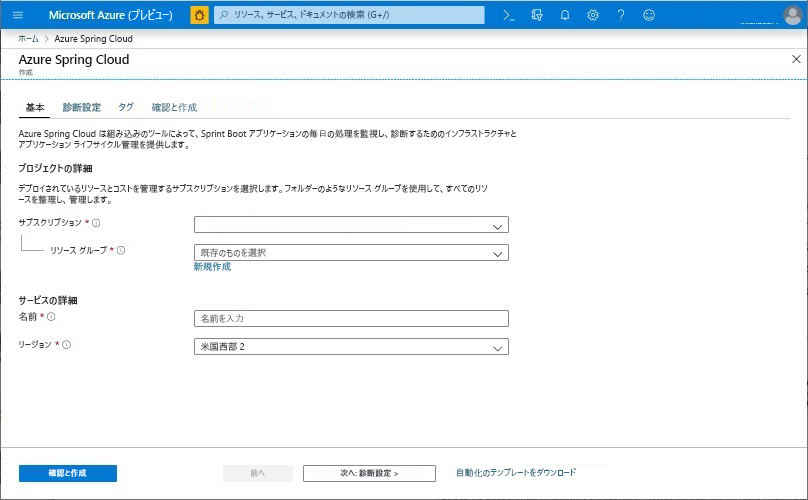 Microsoft Azure (プレビュー) リソース、サービス、ドキュメントの検索 (G+/)
ホーム > Azure Spring Cloud
Azure Spring Cloud
作成
基本 診断設定 タグ 確認と作成
Azure Spring Cloud は組み込みのツールによって、Sprint Boot アプリケーションの毎日の処理を監視し、診断するためのインフラストラクチャと
アプリケーション ライフサイクル管理を提供します。
プロジェクトの詳細
デプロイされているリソースとコストを管理するサブスクリプションを選択します。フォルダーのようなリソース グループを使用して、すべてのリソ
ースを整理し、管理します。
サブスクリプション *
リソース グループ * 既存のものを選択
新規作成
サービスの詳細
名前 * 名前を入力
リージョン * 米国西部 2
確認と作成 前へ 次へ: 診断設定 > 自動化のテンプレートをダウンロード